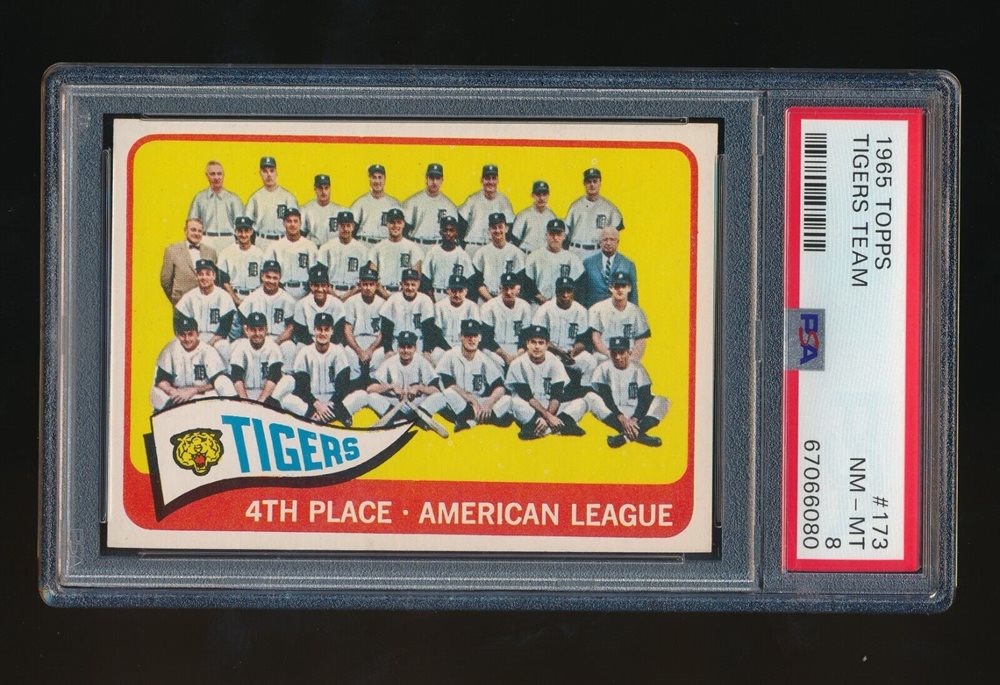 TIGERS
4TH PLACE · AMERICAN LEAGUE
1965 TOPPS #173
TIGERS TEAM NM-MT 8
PSA 67066080